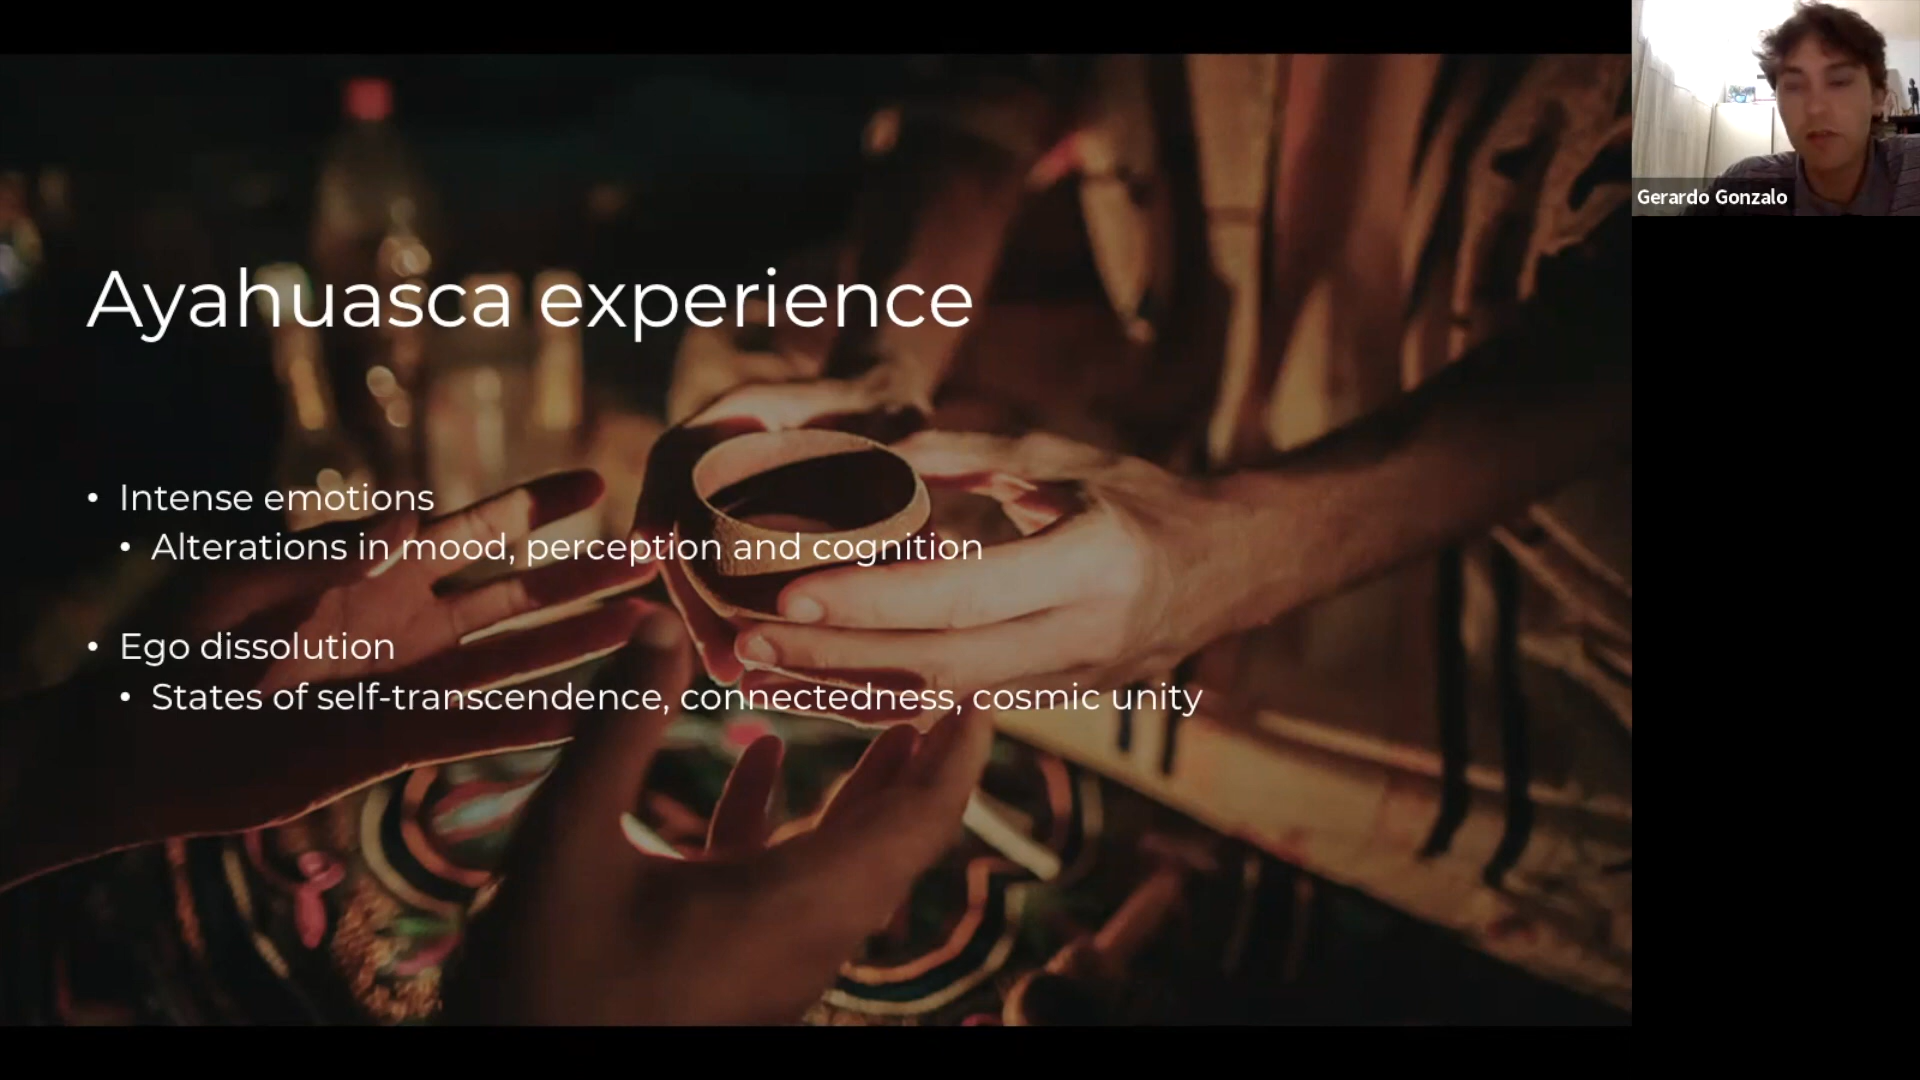 Ayahuasca experience
• Intense emotions
• Alterations in mood, perception and cognition
• Ego dissolution
• States of self-transcendence, connectedness, cosmic unity
Gerardo Gonzalo